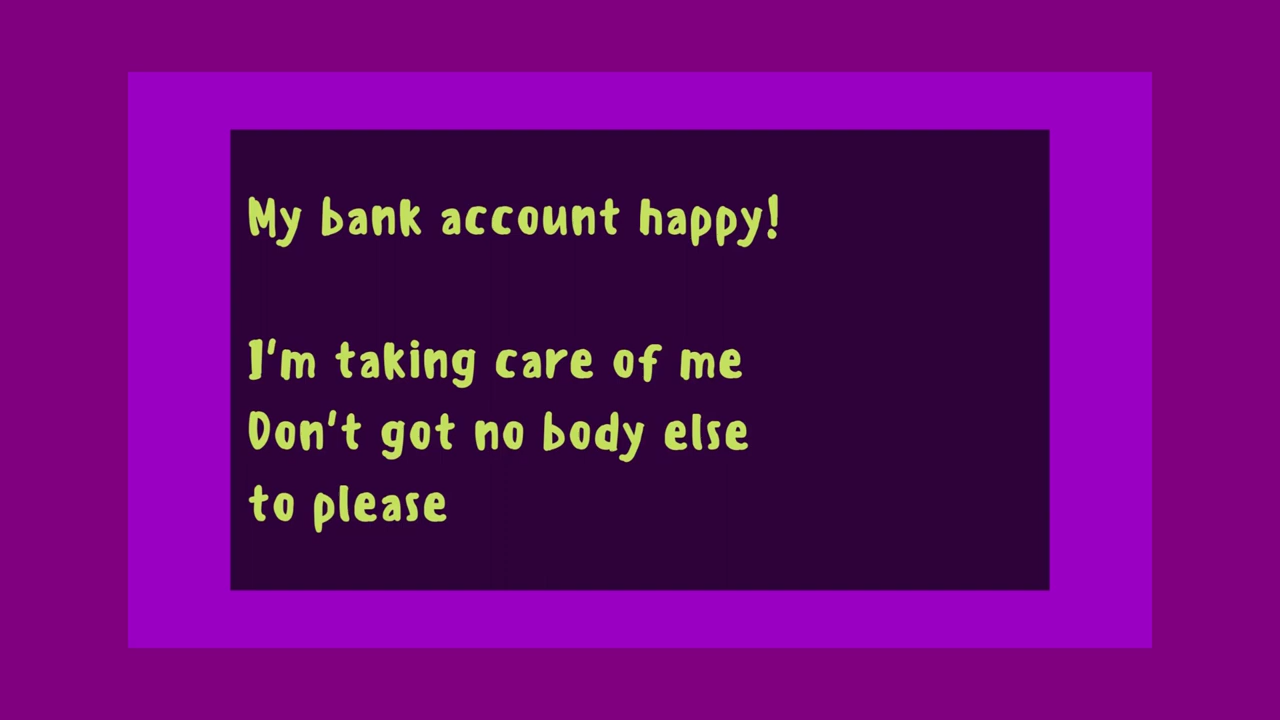 My bank account happy!
I'm taking care of me
Don't got no body else
to please